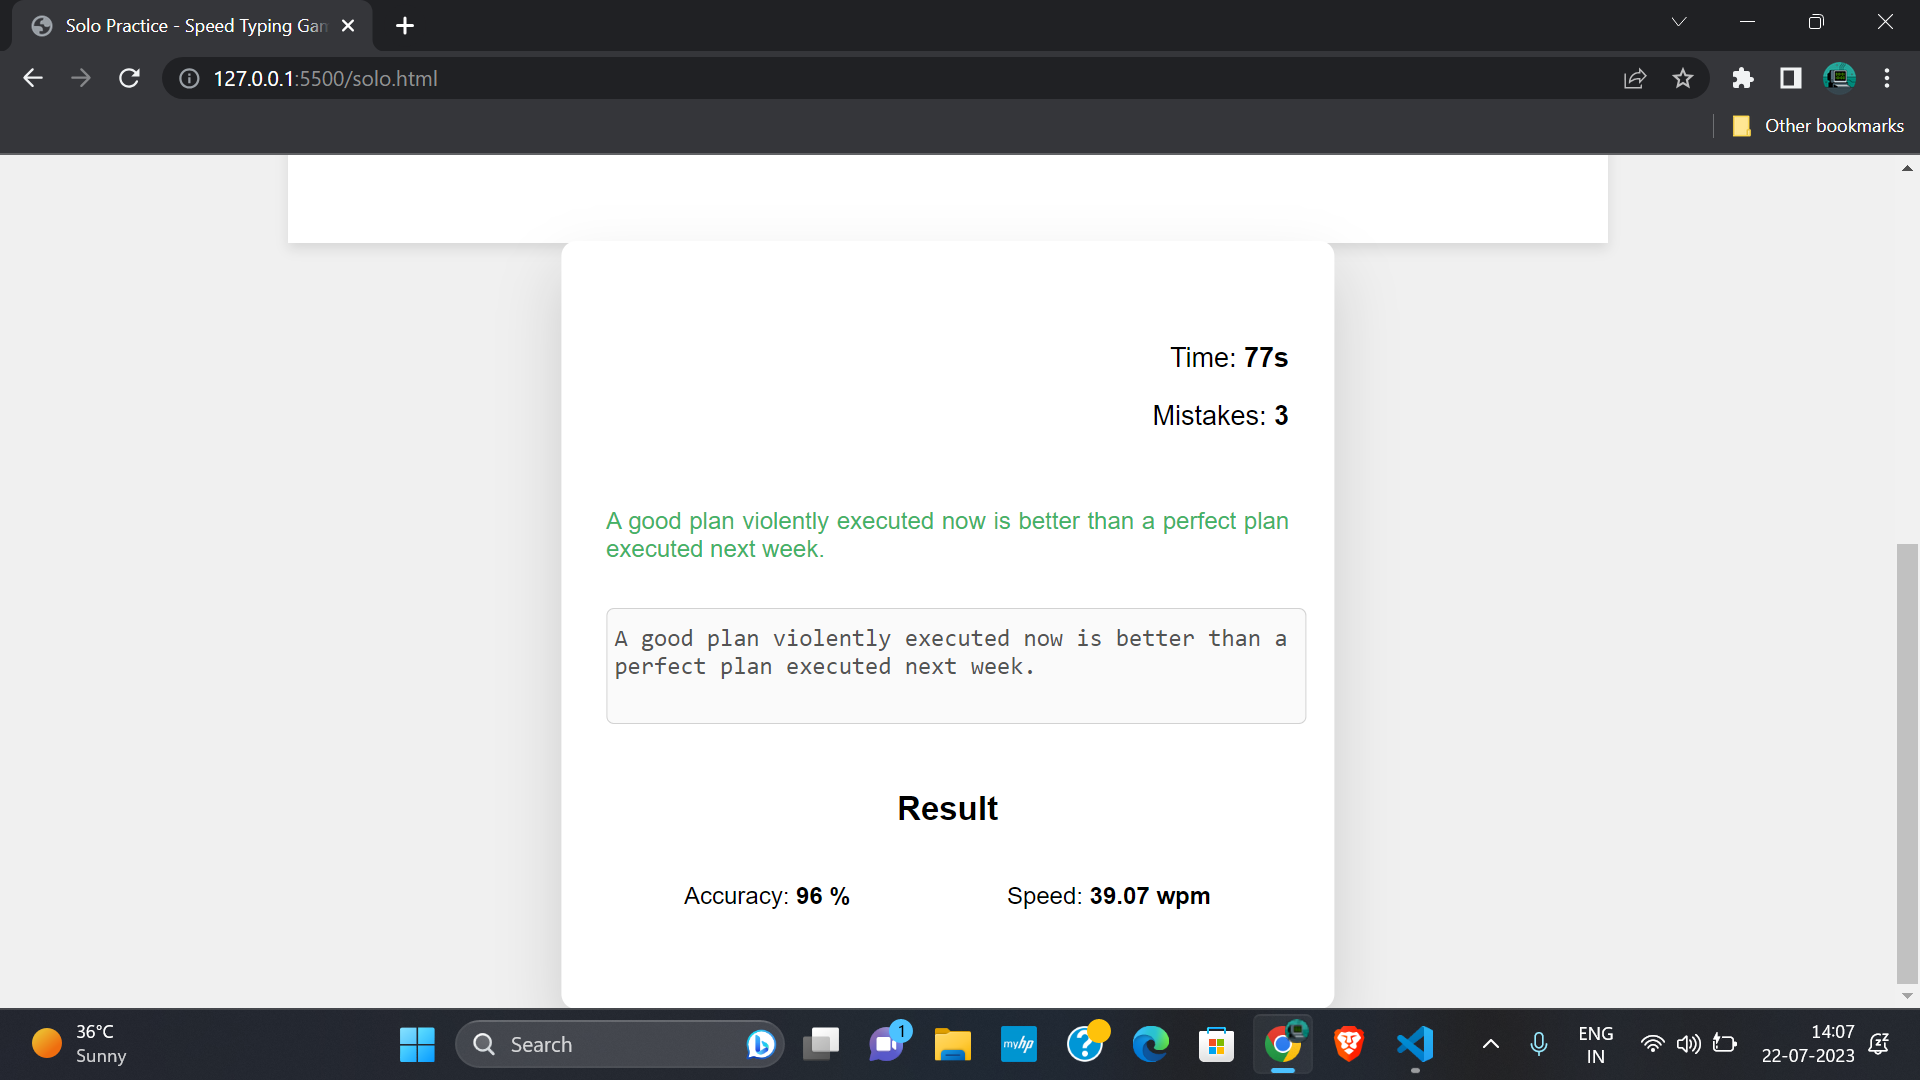 Solo Practice - Speed Typing Gan
127.0.0.1:5500/solo.html
Other bookmarks
Time: 77s
Mistakes: 3
A good plan violently executed now is better than a perfect plan
executed next week.
A good plan violently executed now is better than a
perfect plan executed next week.
Result
Accuracy: 96 %
Speed: 39.07 wpm
36°C
Sunny
Search
1
myhp
ENG
IN
14:07
22-07-2023